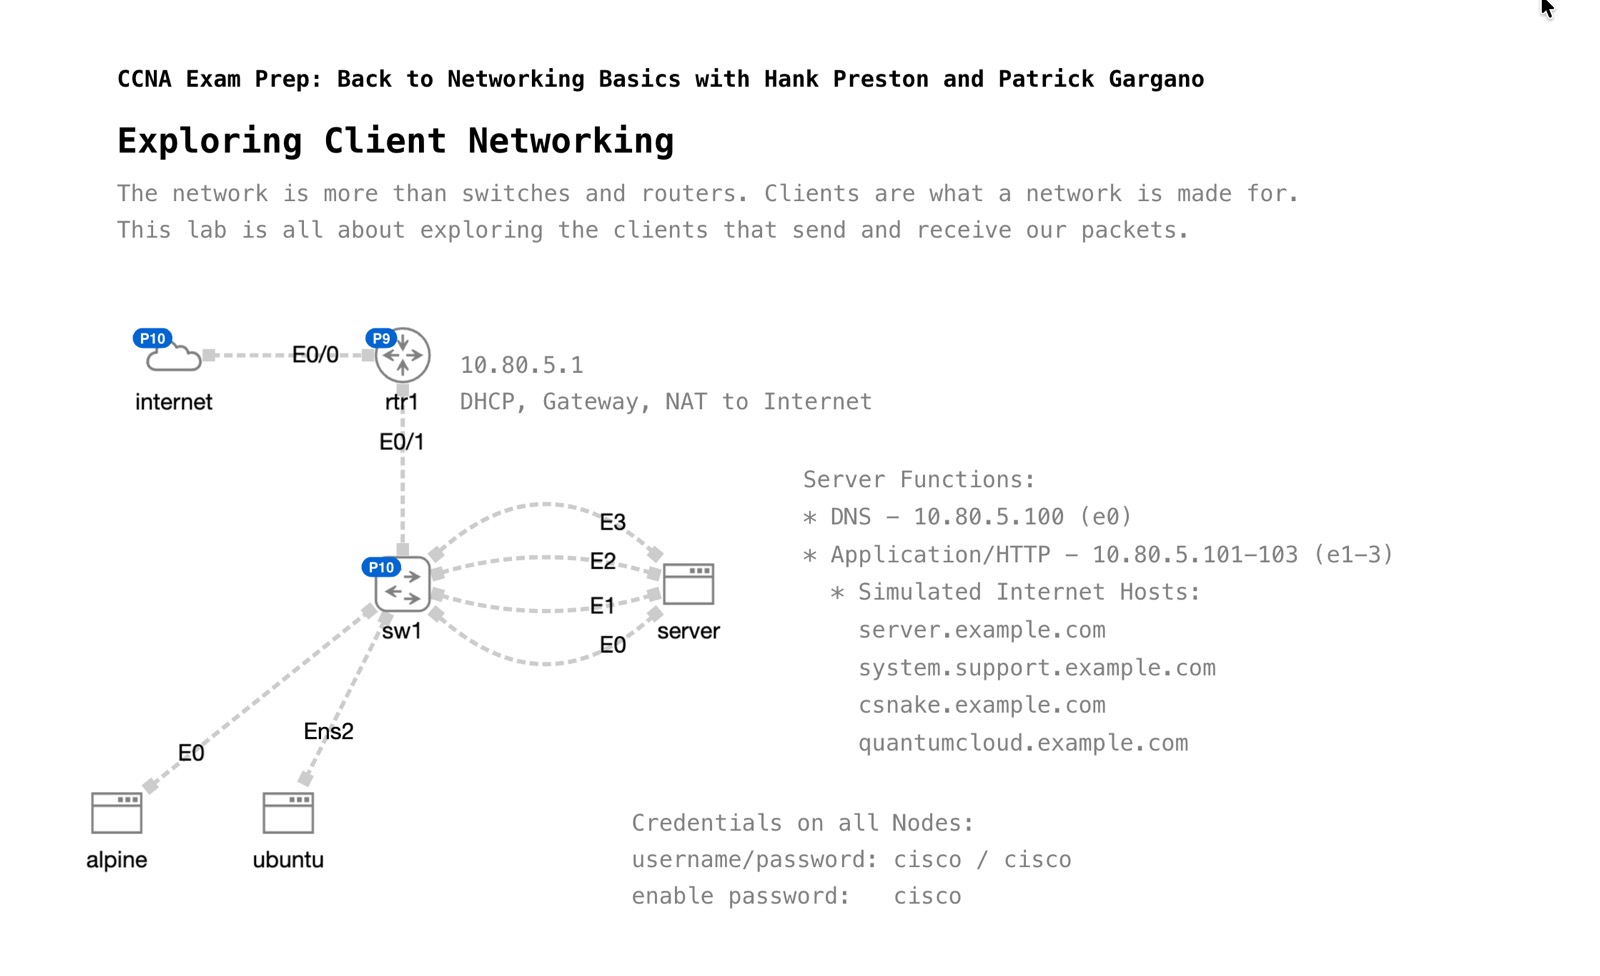 CCNA Exam Prep: Back to Networking Basics with Hank Preston and Patrick Gargano
Exploring Client Networking
The network is more than switches and routers. Clients are what a network is made for.
This lab is all about exploring the clients that send and receive our packets.
P10
E0/0
P9
internet
rtr1
10.80.5.1
DHCP, Gateway, NAT to Internet
E0/1
Server Functions:
* DNS – 10.80.5.100 (e0)
* Application/HTTP – 10.80.5.101–103 (e1–3)
* Simulated Internet Hosts:
server.example.com
system.support.example.com
csnake.example.com
quantumcloud.example.com
E3
E2
P10
E1
sw1
E0
server
Ens2
E0
alpine
ubuntu
Credentials on all Nodes:
username/password: cisco / cisco
enable password: cisco